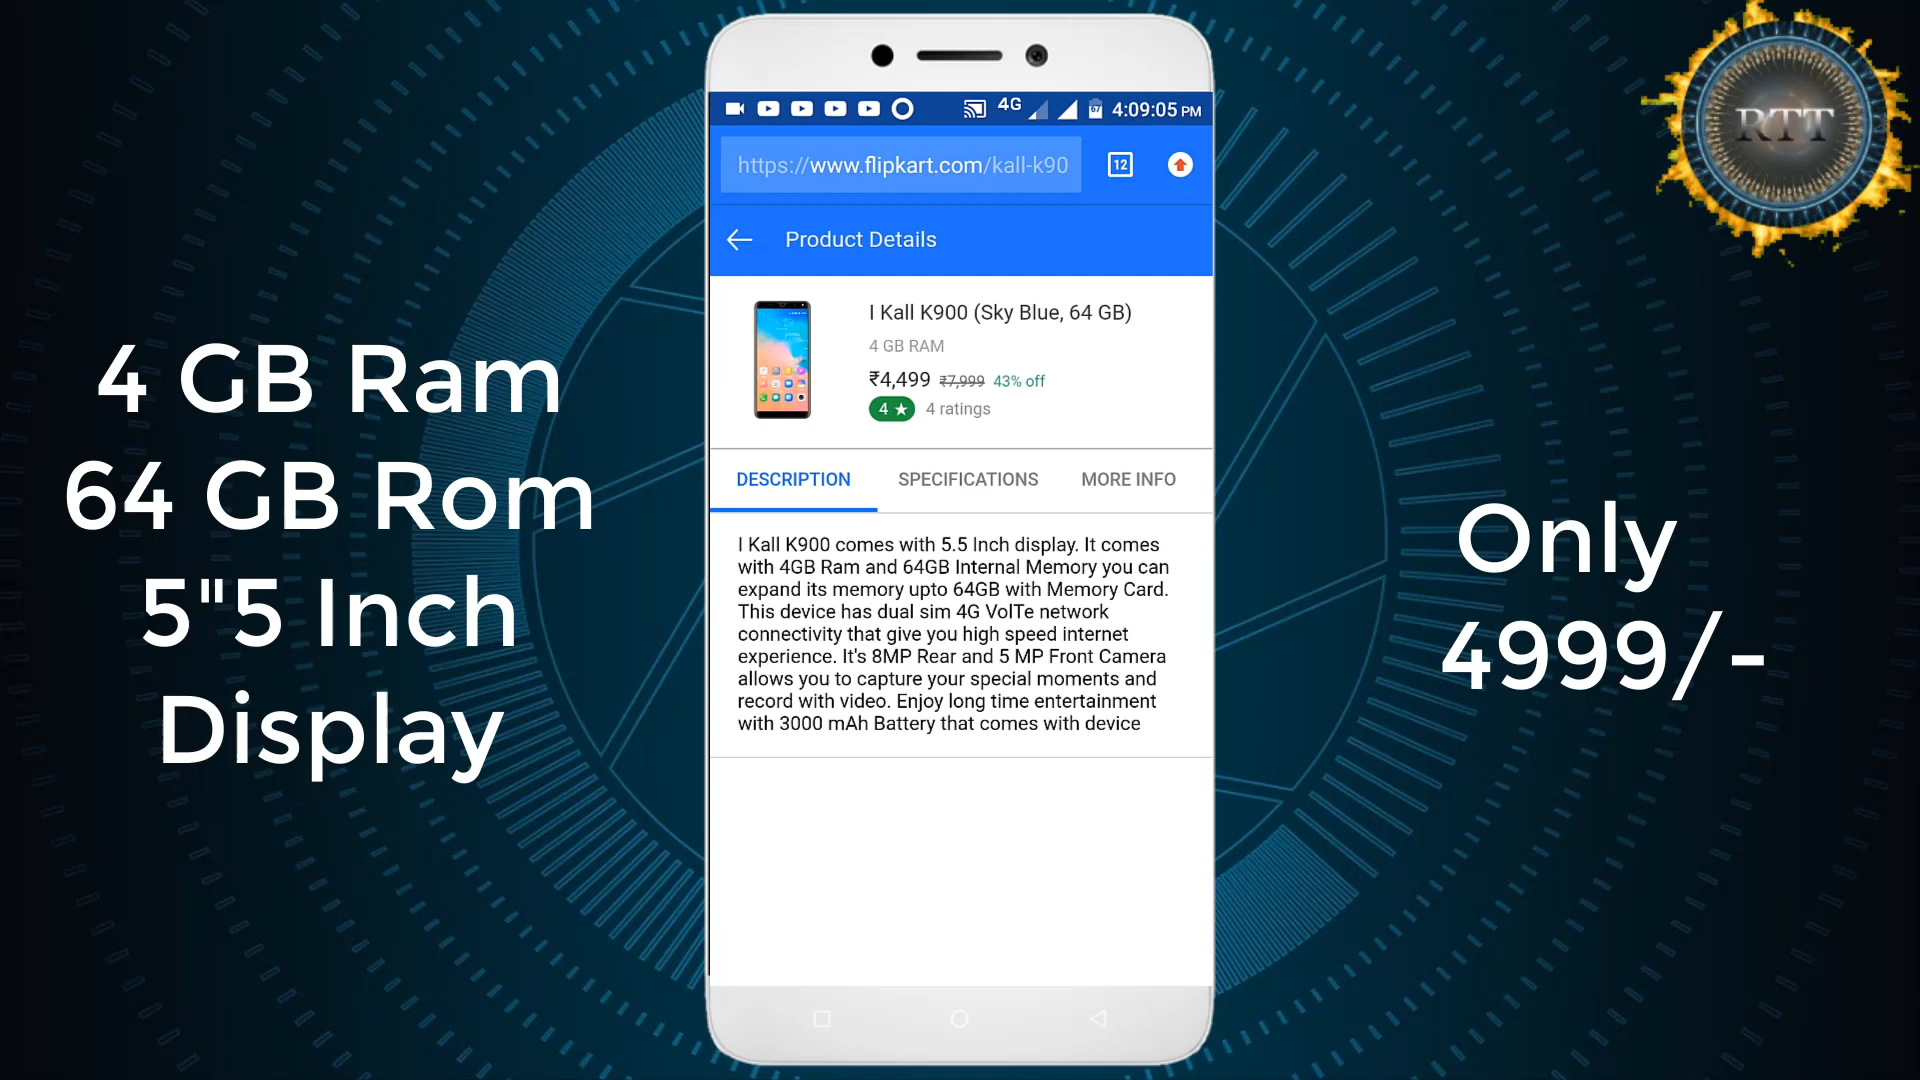 RTT
4G
67
4:09:05 PM
https://www.flipkart.com/kall-k90
12
Product Details
I Kall K900 (Sky Blue, 64 GB)
4 GB RAM
₹4,499 ₹7,999 43% off
4 ★ 4 ratings
DESCRIPTION SPECIFICATIONS MORE INFO
I Kall K900 comes with 5.5 Inch display. It comes
with 4GB Ram and 64GB Internal Memory you can
expand its memory upto 64GB with Memory Card.
This device has dual sim 4G VolTe network
connectivity that give you high speed internet
experience. It's 8MP Rear and 5 MP Front Camera
allows you to capture your special moments and
record with video. Enjoy long time entertainment
with 3000 mAh Battery that comes with device
4 GB Ram
64 GB Rom
5"5 Inch
Display
Only
4999/-